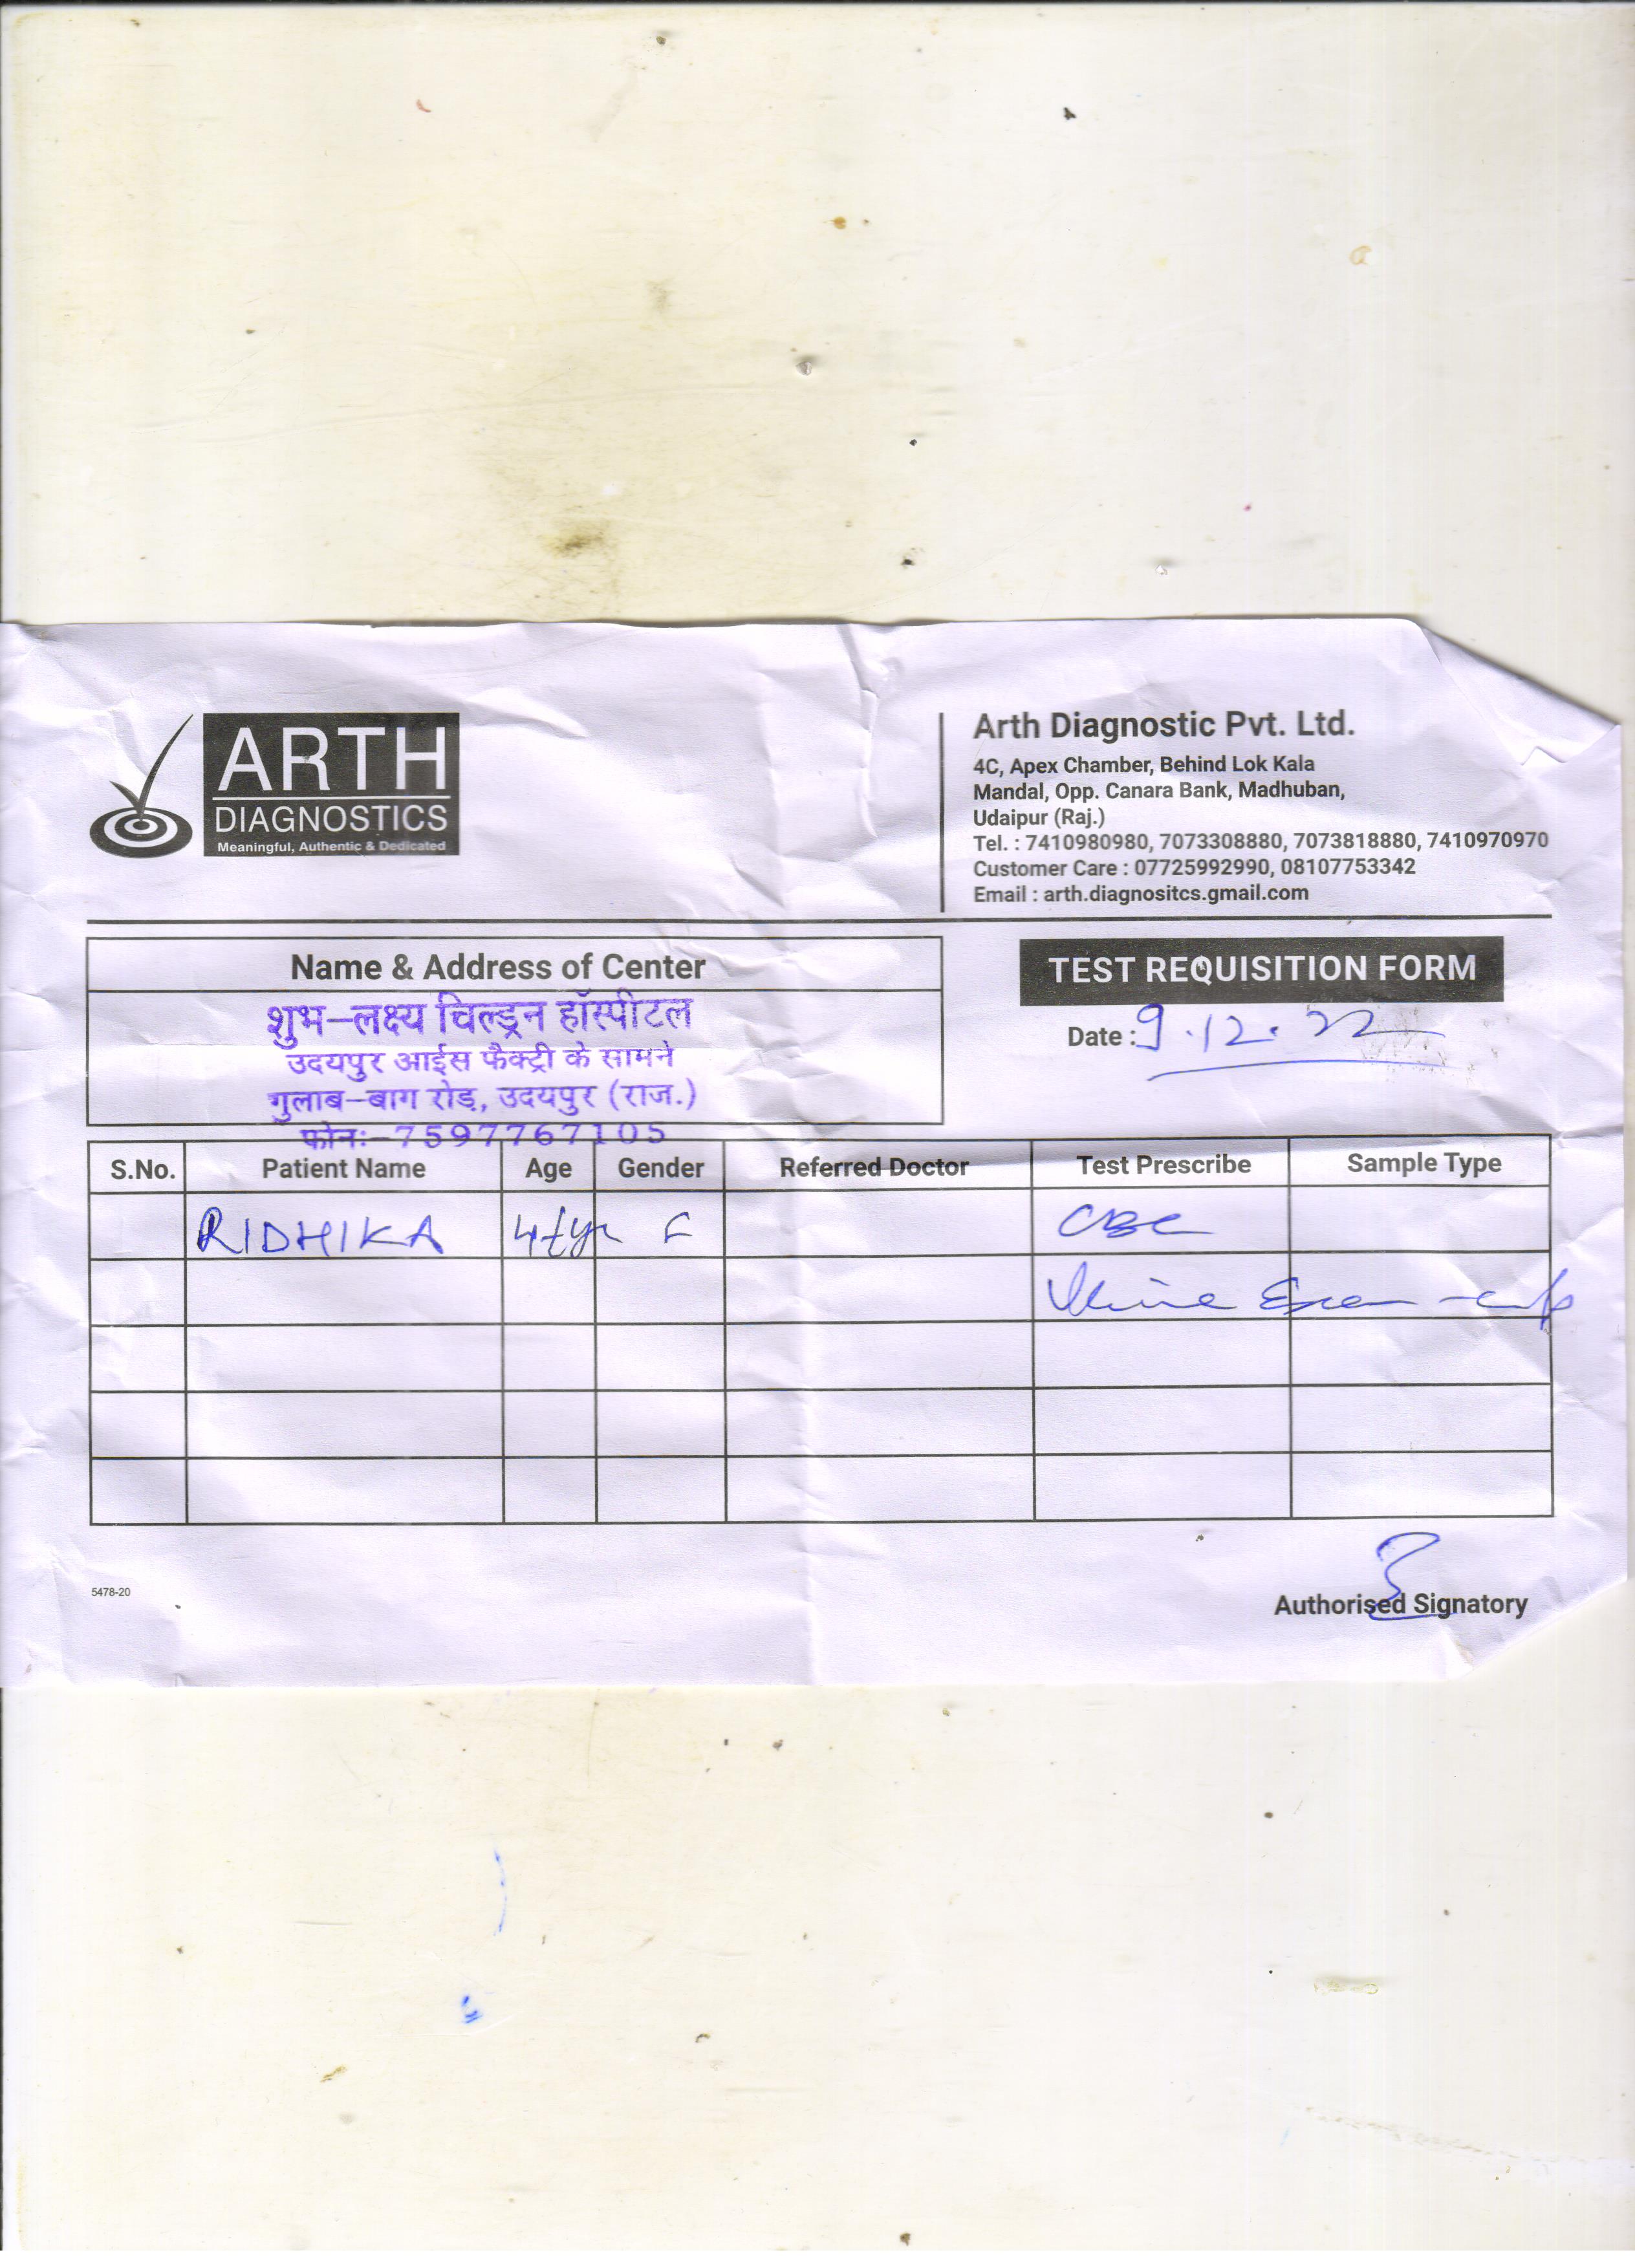 ARTH
DIAGNOSTICS
Meaningful, Authentic & Dedicated
Arth Diagnostic Pvt. Ltd.
4C, Apex Chamber, Behind Lok Kala
Mandal, Opp. Canara Bank, Madhuban,
Udaipur (Raj.)
Tel. : 7410980980, 7073308880, 7073818880, 7410970970
Customer Care : 07725992990, 08107753342
Email : arth.diagnositcs.gmail.com
Name & Address of Center
शुभ-लक्ष्य चिल्ड्रन हॉस्पीटल
उदयपुर आईस फैक्ट्री के सामने
गुलाब-बाग रोड़, उदयपुर (राज.)
फोनः-7597767105
TEST REQUISITION FORM
Date : 9.12.22
S.No. Patient Name Age Gender Referred Doctor Test Prescribe Sample Type
RIDHIKA F CBC
Urine Exam
5478-20
Authorised Signatory